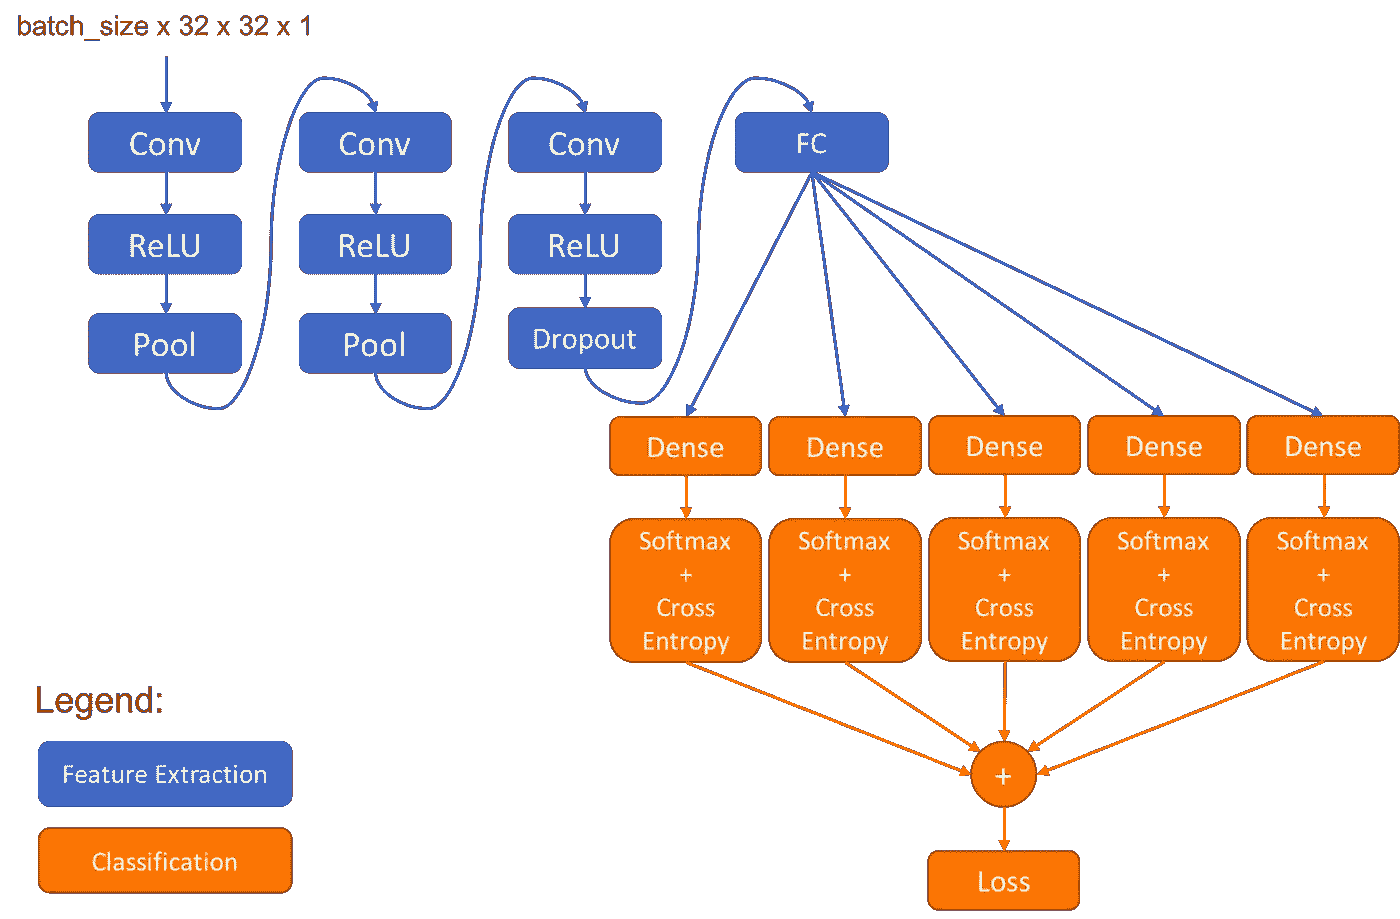 batch_size x 32 x 32 x 1
Conv
Conv
Conv
FC
ReLU
ReLU
ReLU
Pool
Pool
Dropout
Dense
Dense
Dense
Dense
Dense
Softmax
+
Cross
Entropy
Softmax
+
Cross
Entropy
Softmax
+
Cross
Entropy
Softmax
+
Cross
Entropy
Softmax
+
Cross
Entropy
+
Loss
Legend:
Feature Extraction
Classification